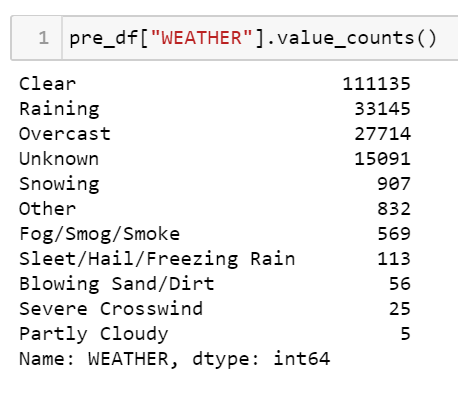 1 pre_df["WEATHER"].value_counts()
Clear 111135
Raining 33145
Overcast 27714
Unknown 15091
Snowing 907
Other 832
Fog/Smog/Smoke 569
Sleet/Hail/Freezing Rain 113
Blowing Sand/Dirt 56
Severe Crosswind 25
Partly Cloudy 5
Name: WEATHER, dtype: int64